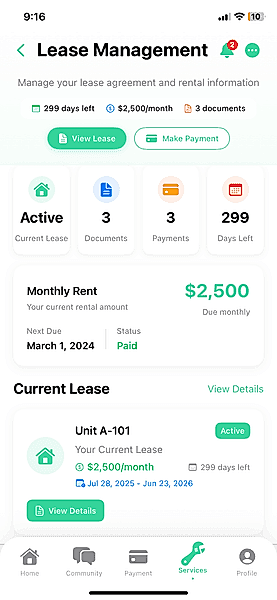 9:16
10
Lease Management
2
Manage your lease agreement and rental information
299 days left
$2,500/month
3 documents
View Lease
Make Payment
Active
3
3
299
Current Lease
Documents
Payments
Days Left
Monthly Rent
$2,500
Your current rental amount
Due monthly
Next Due
Status
March 1, 2024
Paid
Current Lease
View Details
Unit A-101
Active
Your Current Lease
$2,500/month
299 days left
Jul 28, 2025 - Jun 23, 2026
View Details
Home
Community
Payment
Services
Profile